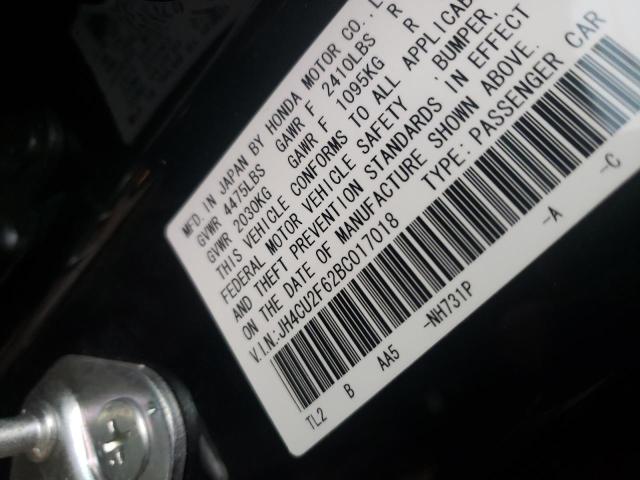 MFD. IN JAPAN BY HONDA MOTOR CO., L
GVWR 4475LBS GAWR F 2410LBS R
GVWR 2030KG GAWR F 1095KG R
THIS VEHICLE CONFORMS TO ALL APPLICAB
FEDERAL MOTOR VEHICLE SAFETY , BUMPER,
AND THEFT PREVENTION STANDARDS IN EFFECT
ON THE DATE OF MANUFACTURE SHOWN ABOVE.
V.I.N:JH4CU2F62BC017018 TYPE:PASSENGER CAR
TL2 B AA5 -NH731P -A -C